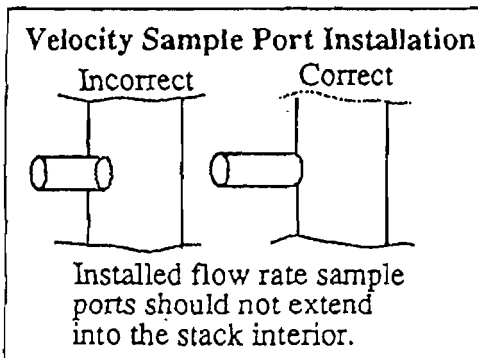 Velocity Sample Port Installation
Incorrect
Correct
Installed flow rate sample
ports should not extend
into the stack interior.